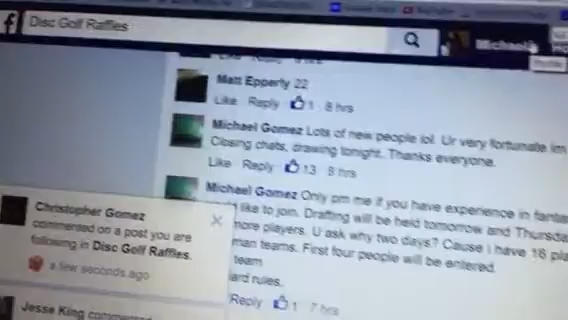 Disc Golf Raffles
Michael
Matt Epperly 22
Like Reply 1 8 hrs
Michael Gomez Lots of new people lol. Ur very fortunate im
Closing chats, drawing tonight. Thanks everyone.
Like Reply 13 8 hrs
Michael Gomez Only pm me if you have experience in fantas
like to join. Drafting will be held tomorrow and Thursda
more players. U ask why two days? Cause i have 16 pla
man teams. First four people will be entered.
team
ard rules.
Reply 1 7 hrs
Christopher Gomez
commented on a post you are
following in Disc Golf Raffles.
a few seconds ago
Jesse King commented